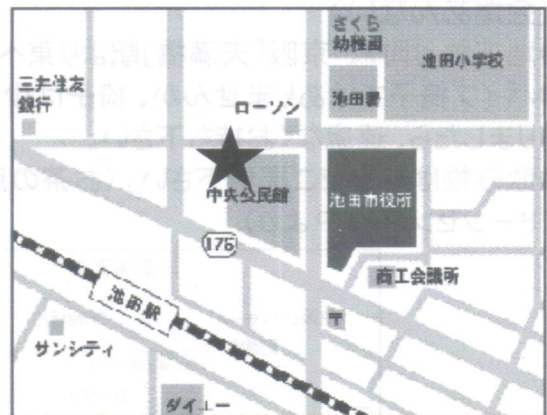 さくら
幼稚園
池田小学校
三井住友
銀行
池田署
ローソン
中央公民館
池田市役所
176
商工会議所
池田駅
〒
サンシティ
ダイエー